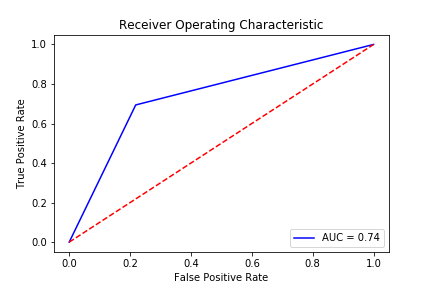 Receiver Operating Characteristic
True Positive Rate
1.0
0.8
0.6
0.4
0.2
0.0
AUC = 0.74
0.0 0.2 0.4 0.6 0.8 1.0
False Positive Rate